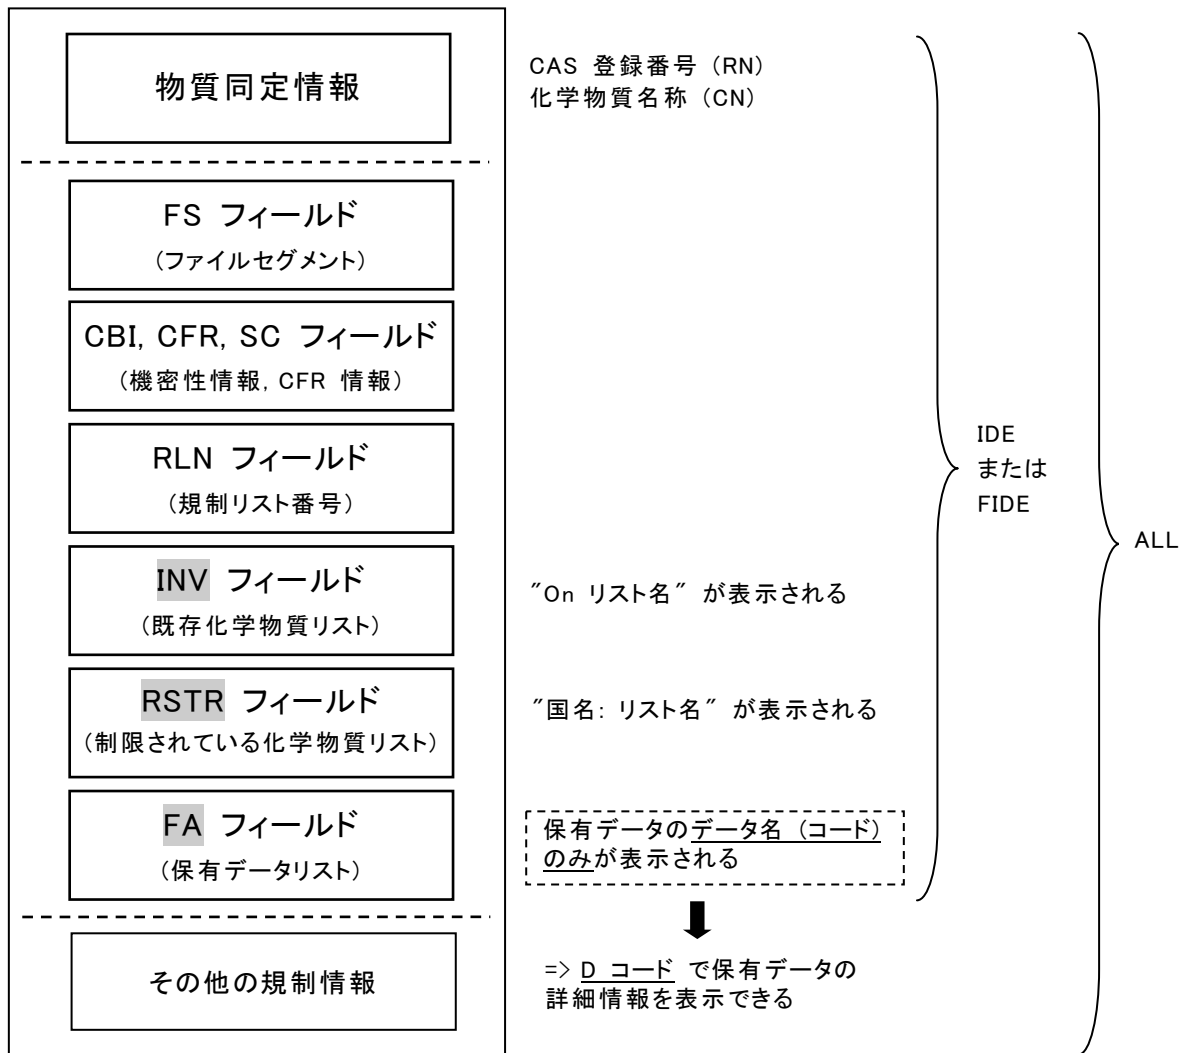 物質同定情報
CAS 登録番号 (RN)
化学物質名称 (CN)
FS フィールド
(ファイルセグメント)
CBI, CFR, SC フィールド
(機密性情報, CFR 情報)
RLN フィールド
(規制リスト番号)
INV フィールド
(既存化学物質リスト)
"On リスト名" が表示される
RSTR フィールド
(制限されている化学物質リスト)
"国名: リスト名" が表示される
FA フィールド
(保有データリスト)
保有データのデータ名 (コード)
のみが表示される
その他の規制情報
=> D コード で保有データの
詳細情報を表示できる
IDE
または
FIDE
ALL